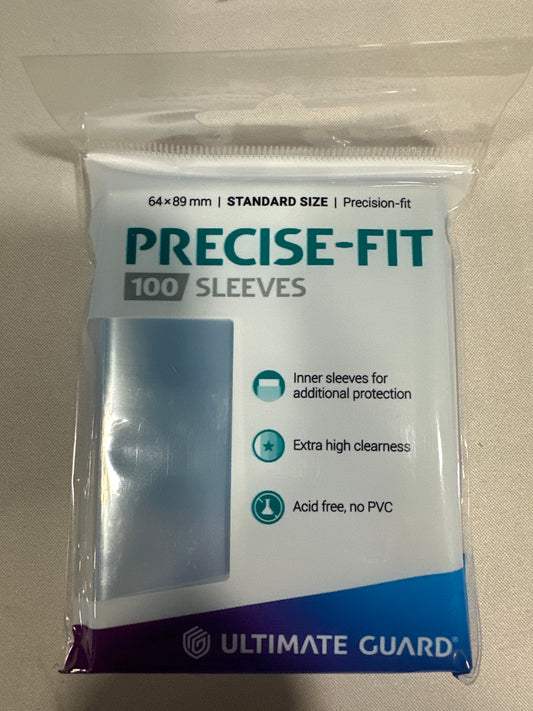 64×89 mm | STANDARD SIZE | Precision-fit
PRECISE-FIT
100 SLEEVES
Inner sleeves for
additional protection
Extra high clearness
Acid free, no PVC
ULTIMATE GUARD®